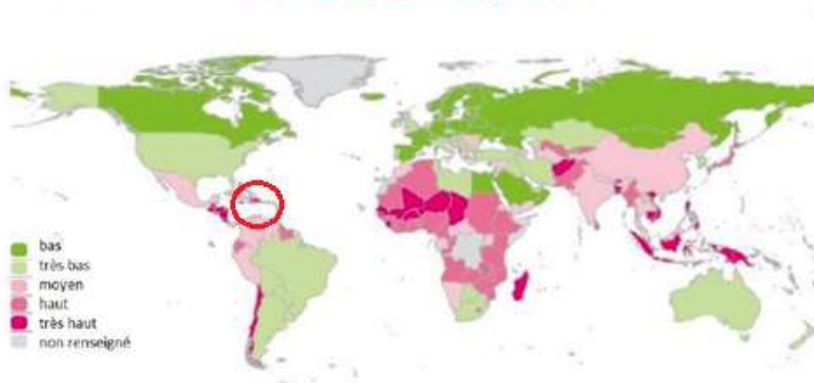 bas
très bas
moyen
haut
très haut
non renseigné